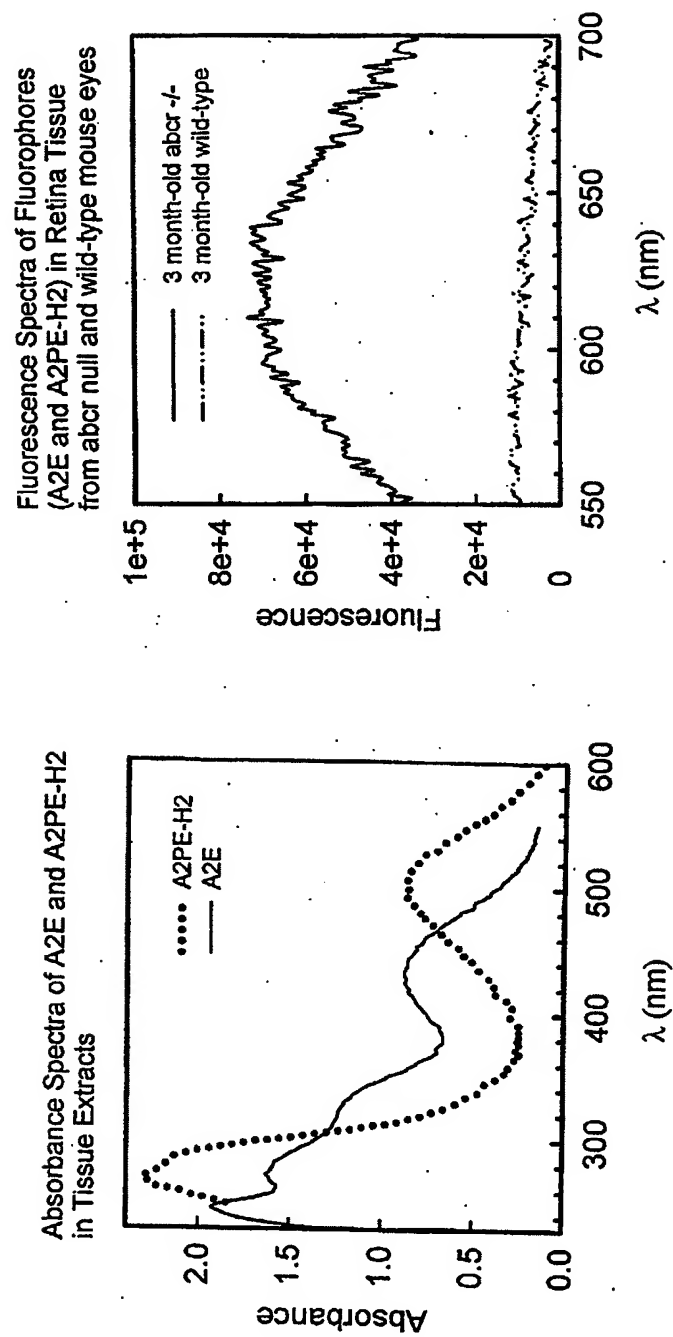 Absorbance Spectra of A2E and A2PE-H2
in Tissue Extracts
A2PE-H2
A2E
Absorbance
2.0
1.5
1.0
0.5
0.0
300
400
500
600
λ (nm)
Fluorescence Spectra of Fluorophores
(A2E and A2PE-H2) in Retina Tissue
from abcr null and wild-type mouse eyes
3 month-old abcr -/-
3 month-old wild-type
Fluorescence
1e+5
8e+4
6e+4
4e+4
2e+4
0
550
600
650
700
λ (nm)